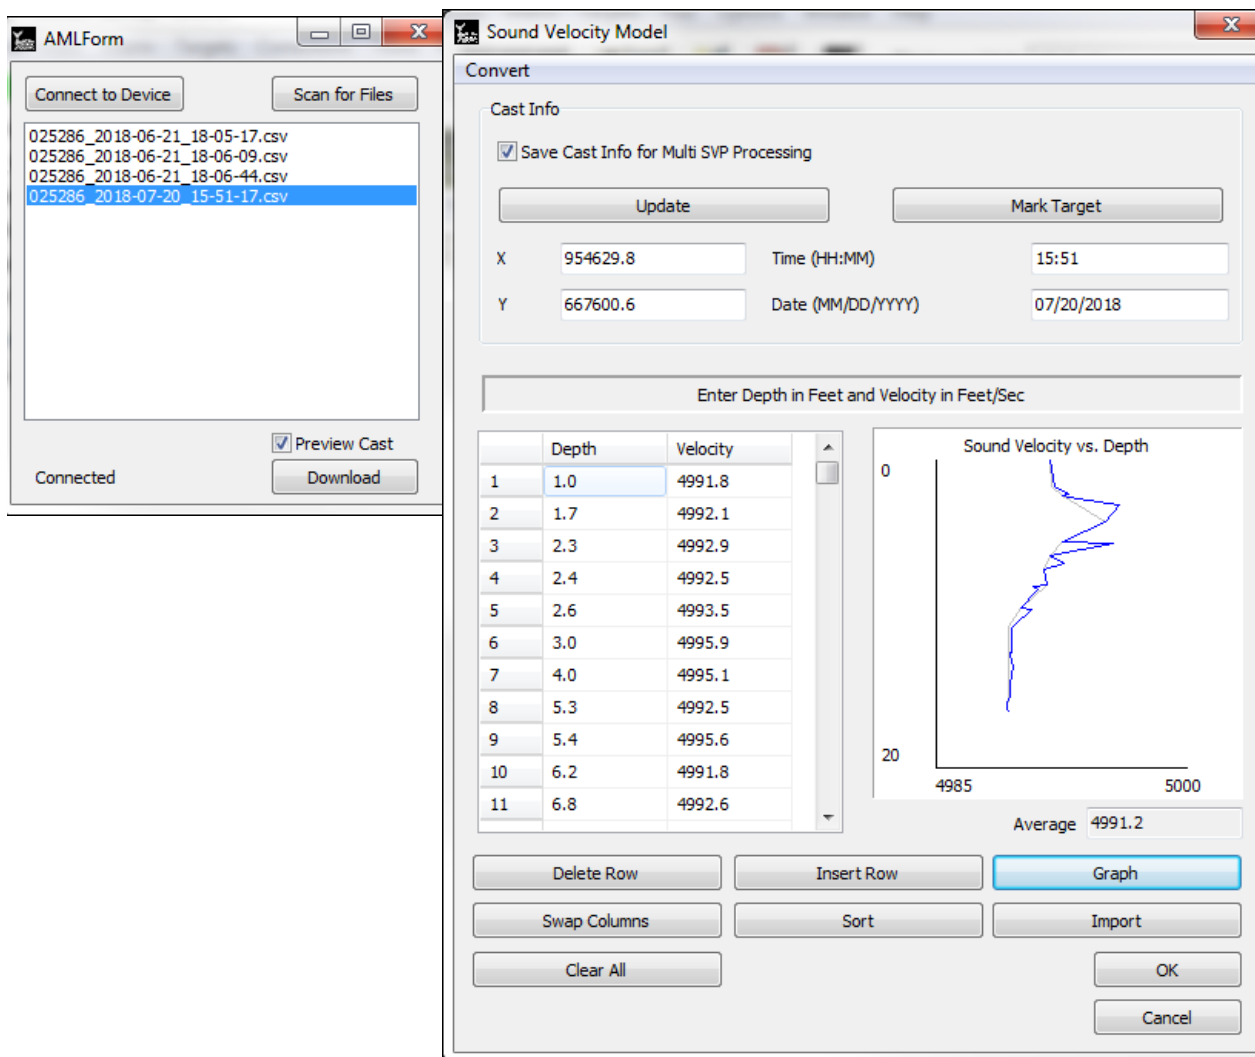 AMLForm
Connect to Device Scan for Files
025286_2018-06-21_18-05-17.csv
025286_2018-06-21_18-06-09.csv
025286_2018-06-21_18-06-44.csv
025286_2018-07-20_15-51-17.csv
Preview Cast
Connected Download
Sound Velocity Model
Convert
Cast Info
Save Cast Info for Multi SVP Processing
Update Mark Target
X 954629.8 Time (HH:MM) 15:51
Y 667600.6 Date (MM/DD/YYYY) 07/20/2018
Enter Depth in Feet and Velocity in Feet/Sec
Depth Velocity
1 1.0 4991.8
2 1.7 4992.1
3 2.3 4992.9
4 2.4 4992.5
5 2.6 4993.5
6 3.0 4995.9
7 4.0 4995.1
8 5.3 4992.5
9 5.4 4995.6
10 6.2 4991.8
11 6.8 4992.6
Sound Velocity vs. Depth
0
20
4985 5000
Average 4991.2
Delete Row Insert Row Graph
Swap Columns Sort Import
Clear All OK
Cancel